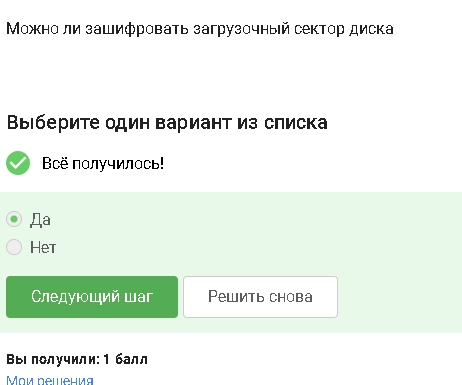 Можно ли зашифровать загрузочный сектор диска
Выберите один вариант из списка
Всё получилось!
Да
Нет
Следующий шаг
Решить снова
Вы получили: 1 балл
Мои решения